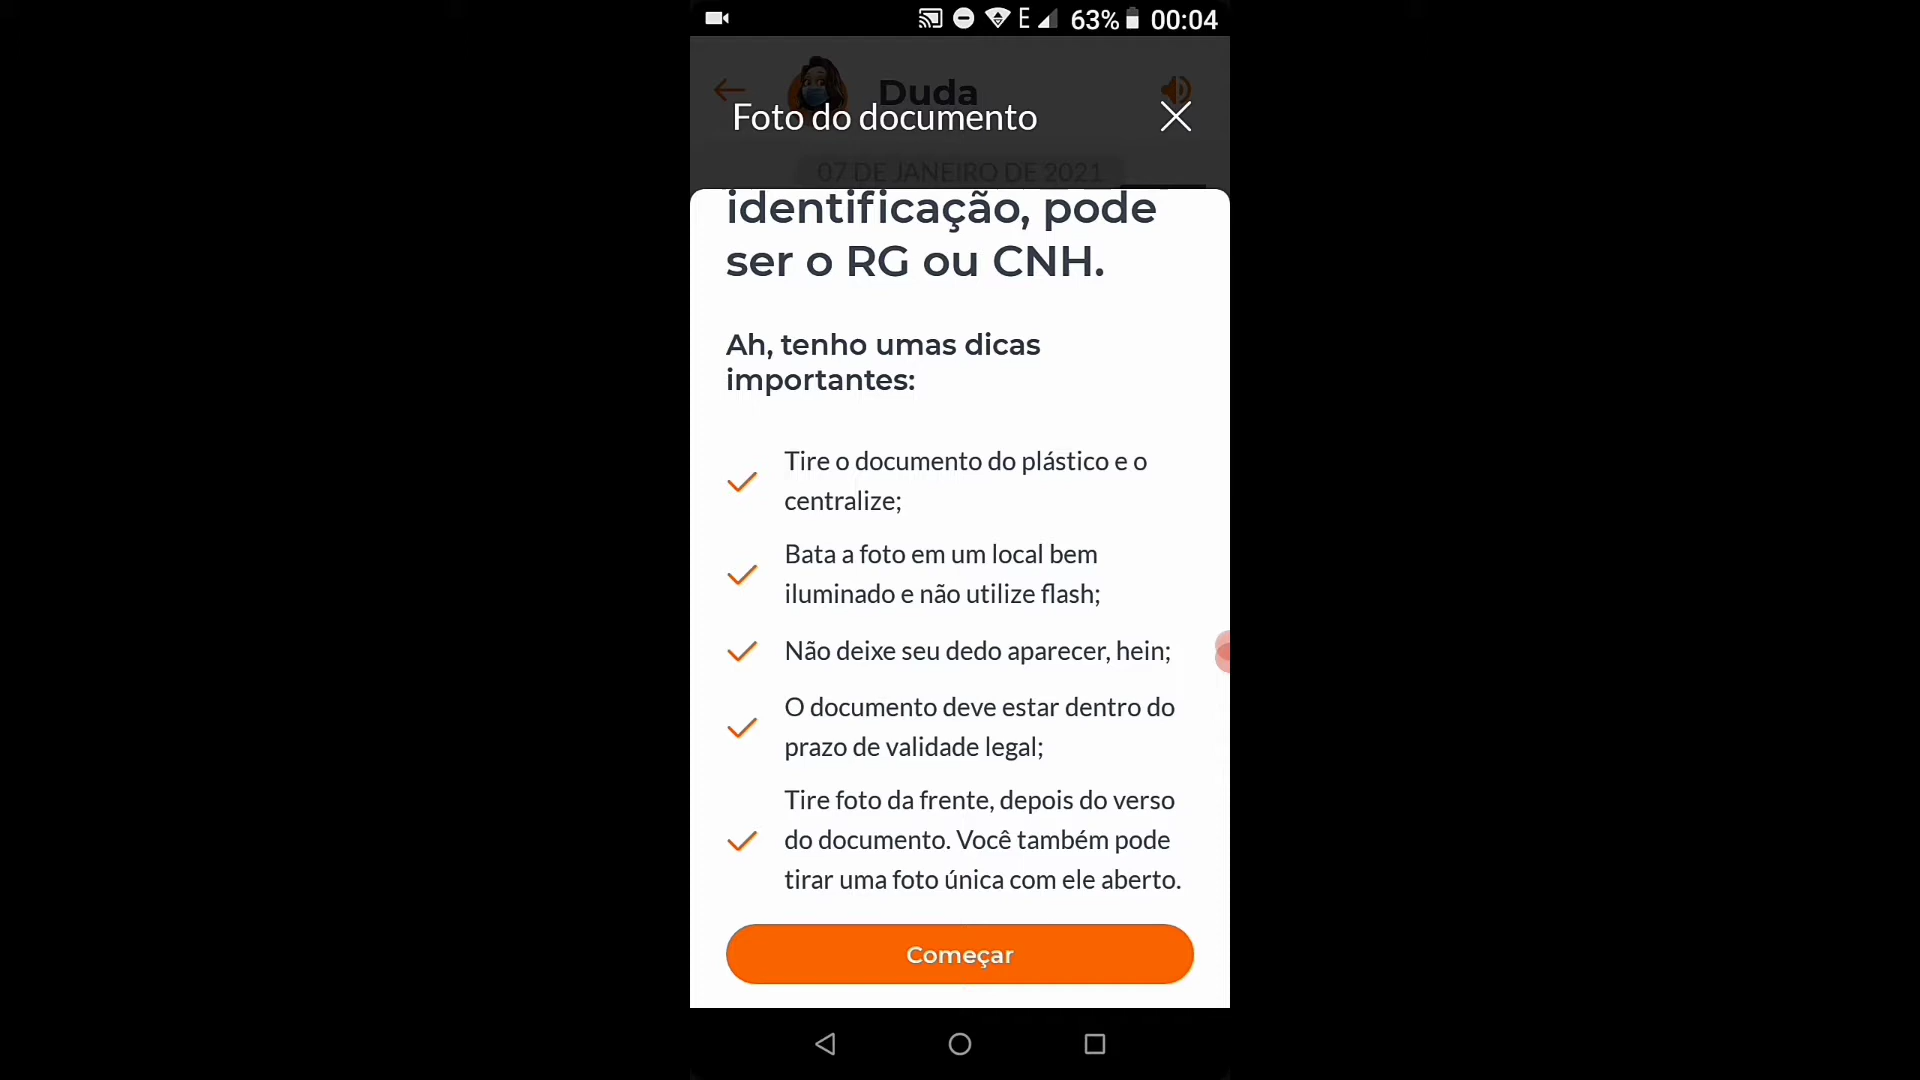 E 63% 00:04
Duda
Foto do documento
07 DE JANEIRO DE 2021
identificação, pode
ser o RG ou CNH.
Ah, tenho umas dicas
importantes:
Tire o documento do plástico e o
centralize;
Bata a foto em um local bem
iluminado e não utilize flash;
Não deixe seu dedo aparecer, hein;
O documento deve estar dentro do
prazo de validade legal;
Tire foto da frente, depois do verso
do documento. Você também pode
tirar uma foto única com ele aberto.
Começar